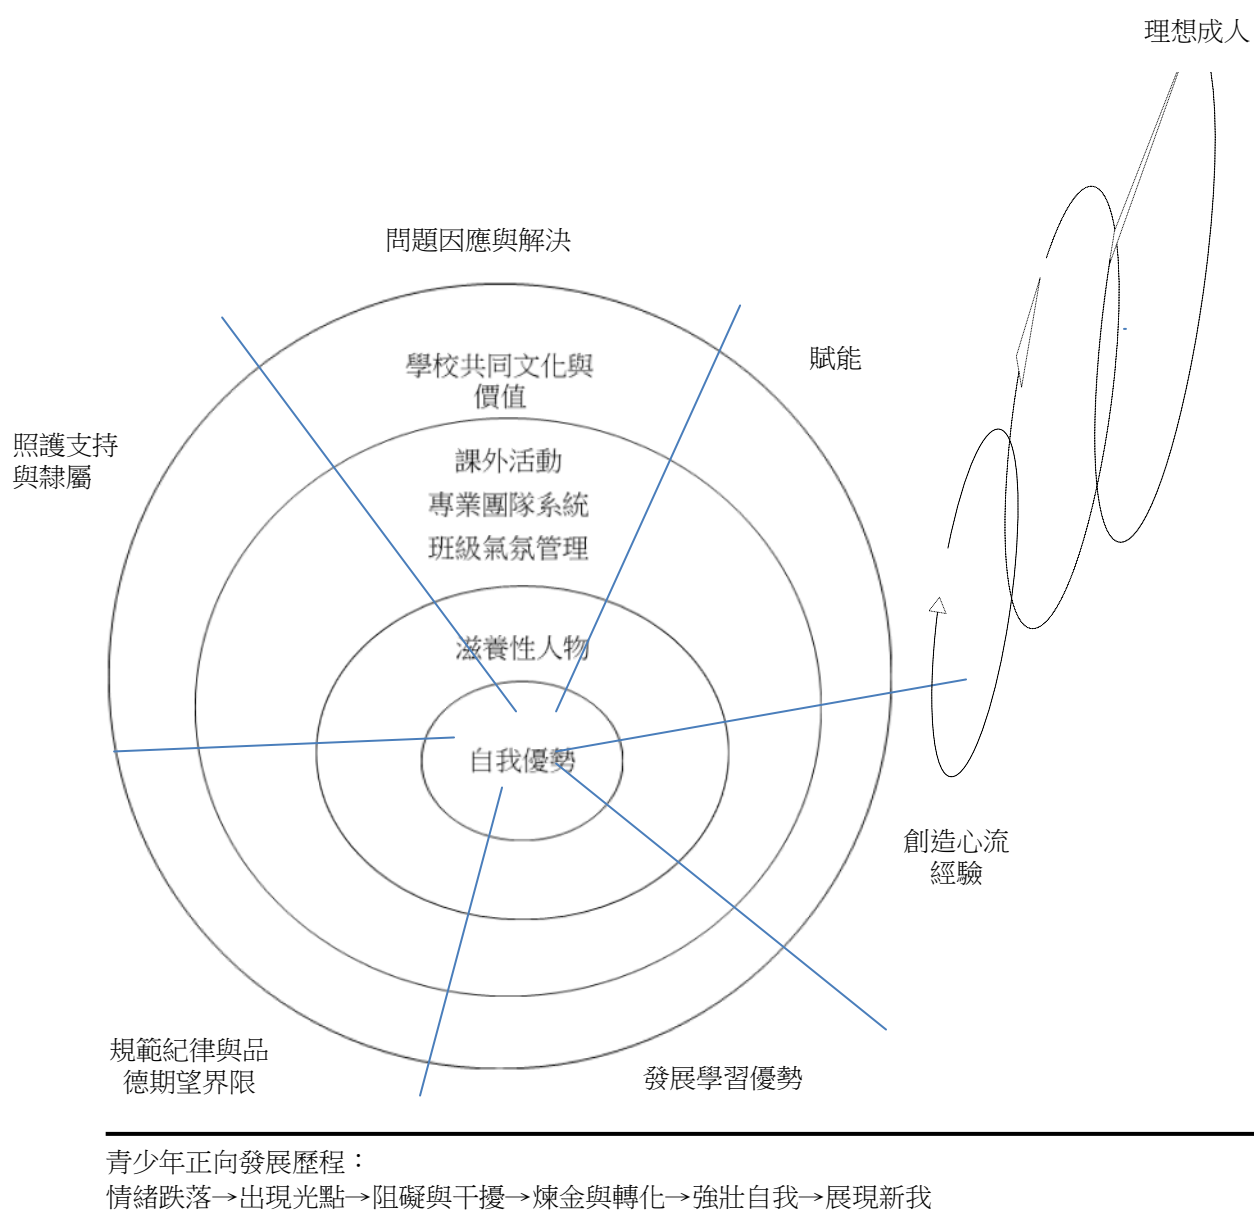 理想成人
問題因應與解決
賦能
學校共同文化與
價值
照護支持
與隸屬
課外活動
專業團隊系統
班級氣氛管理
滋養性人物
自我優勢
創造心流
經驗
規範紀律與品
德期望界限
發展學習優勢
青少年正向發展歷程：
情緒跌落→出現光點→阻礙與干擾→煉金與轉化→強壯自我→展現新我